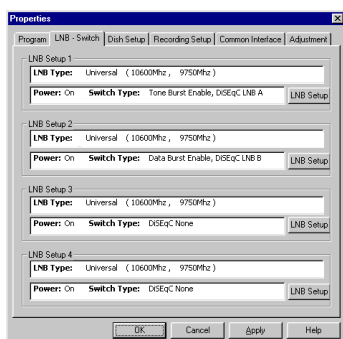 Properties
Program LNB - Switch Dish Setup Recording Setup Common Interface Adjustment
LNB Setup 1
LNB Type: Universal (10600Mhz , 9750Mhz )
Power: On Switch Type: Tone Burst Enable, DiSEqC LNB A LNB Setup
LNB Setup 2
LNB Type: Universal (10600Mhz , 9750Mhz )
Power: On Switch Type: Data Burst Enable, DiSEqC LNB B LNB Setup
LNB Setup 3
LNB Type: Universal (10600Mhz , 9750Mhz )
Power: On Switch Type: DiSEqC None LNB Setup
LNB Setup 4
LNB Type: Universal (10600Mhz , 9750Mhz )
Power: On Switch Type: DiSEqC None LNB Setup
OK Cancel Apply Help